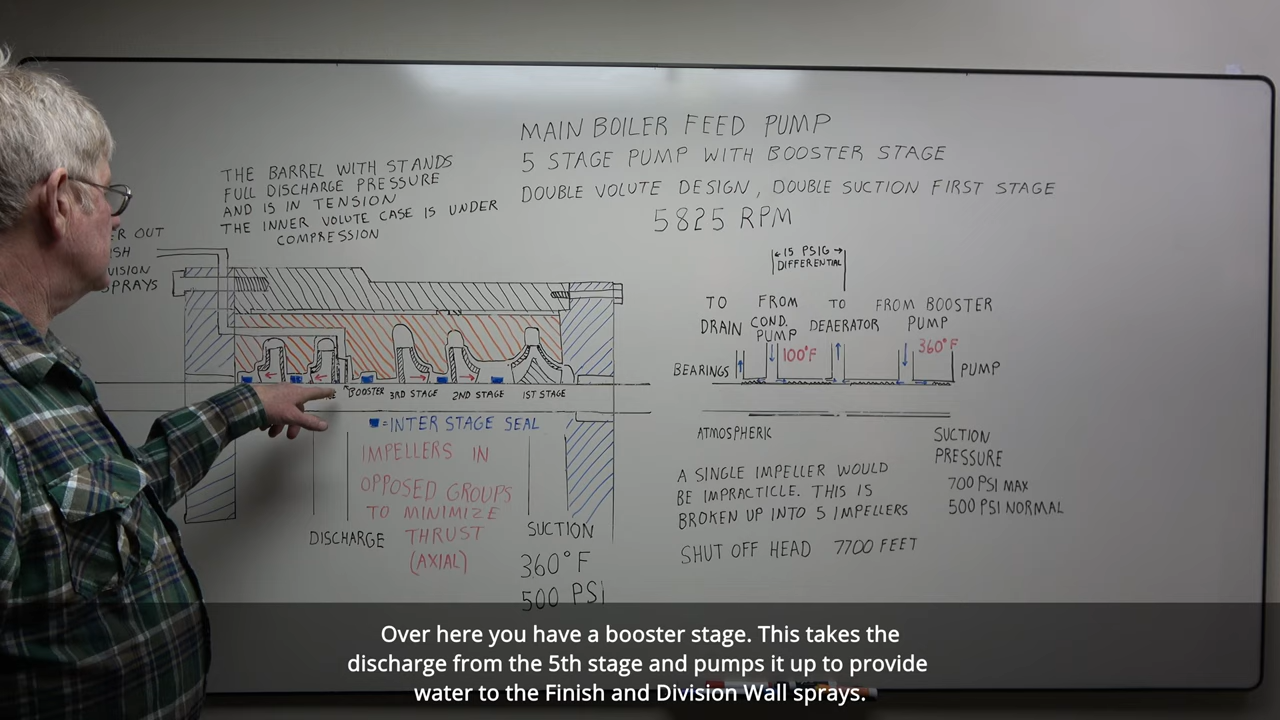 MAIN BOILER FEED PUMP
5 STAGE PUMP WITH BOOSTER STAGE
DOUBLE VOLUTE DESIGN, DOUBLE SUCTION FIRST STAGE
5825 RPM
THE BARREL WITH STANDS
FULL DISCHARGE PRESSURE
AND IS IN TENSION
THE INNER VOLUTE CASE IS UNDER
COMPRESSION
OUT
SPRAYS
BOOSTER
3RD STAGE
2ND STAGE
1ST STAGE
=INTER STAGE SEAL
IMPELLERS IN
OPPOSED GROUPS
TO MINIMIZE
THRUST
(AXIAL)
DISCHARGE
SUCTION
360°F
500 PSI
15 PSIG
DIFFERENTIAL
TO
DRAIN
FROM
COND.
PUMP
TO
DEAERATOR
FROM BOOSTER
PUMP
100°F
360°F
BEARINGS
PUMP
ATMOSPHERIC
SUCTION
PRESSURE
700 PSI MAX
500 PSI NORMAL
A SINGLE IMPELLER WOULD
BE IMPRACTICLE. THIS IS
BROKEN UP INTO 5 IMPELLERS
SHUT OFF HEAD 7700 FEET
Over here you have a booster stage. This takes the
discharge from the 5th stage and pumps it up to provide
water to the Finish and Division Wall sprays.